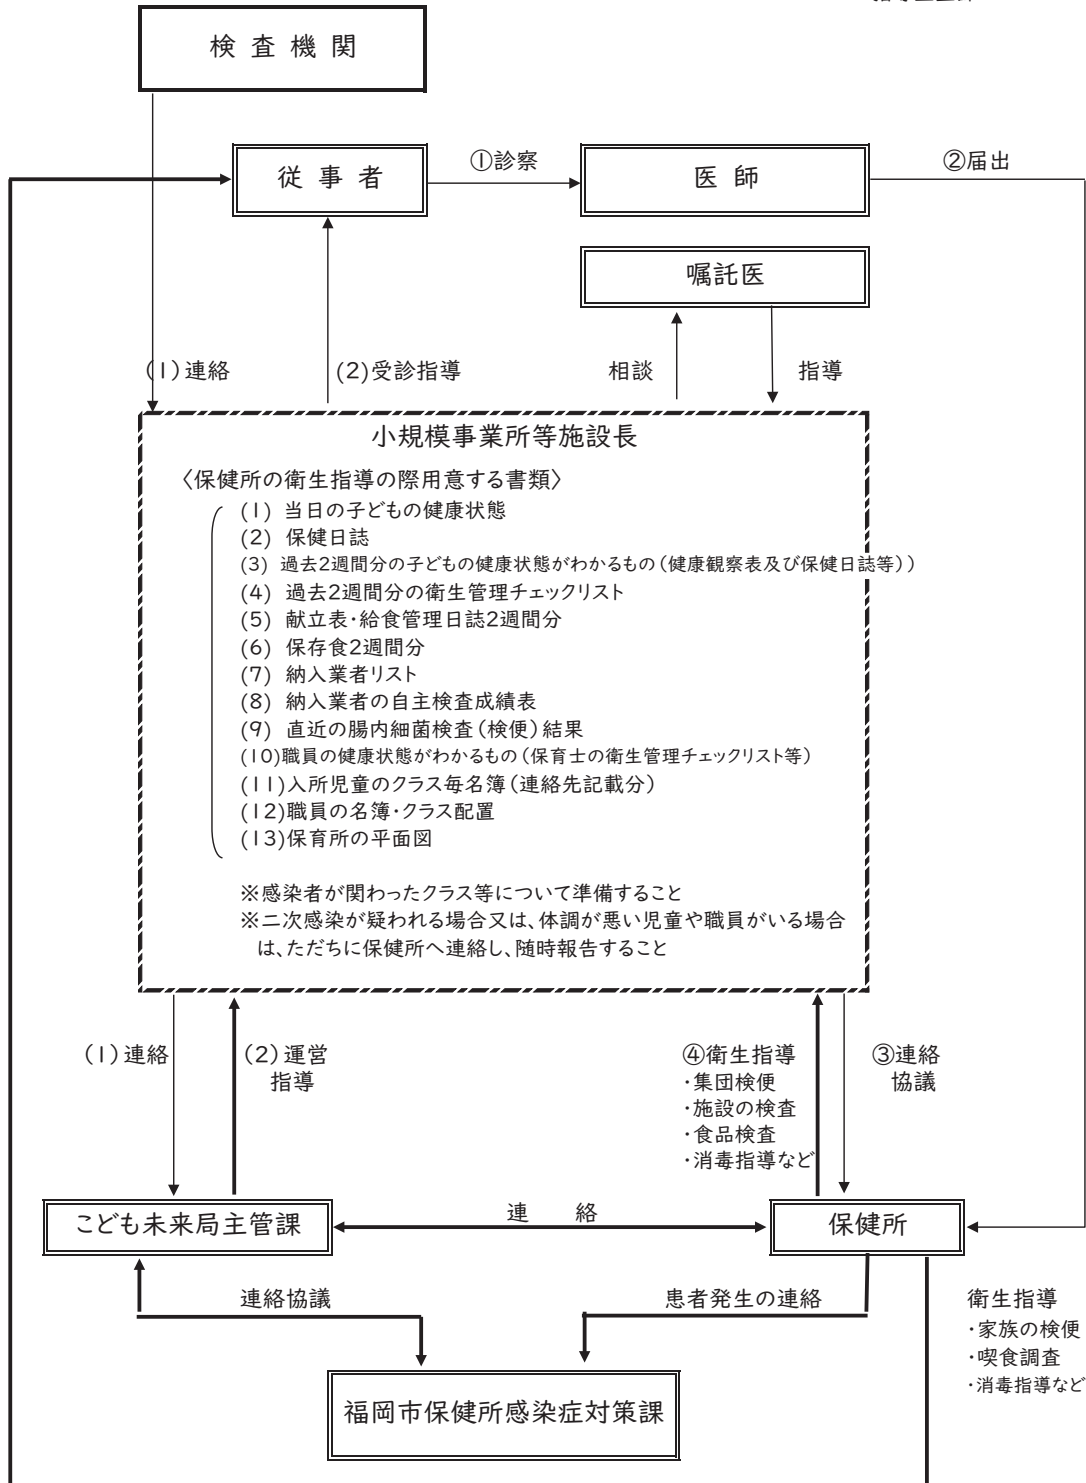 検査機関
従事者
①診察
医師
②届出
嘱託医
(1)連絡
(2)受診指導
相談
指導
小規模事業所等施設長
〈保健所の衛生指導の際用意する書類〉
(1) 当日の子どもの健康状態
(2) 保健日誌
(3) 過去2週間分の子どもの健康状態がわかるもの(健康観察表及び保健日誌等))
(4) 過去2週間分の衛生管理チェックリスト
(5) 献立表・給食管理日誌2週間分
(6) 保存食2週間分
(7) 納入業者リスト
(8) 納入業者の自主検査成績表
(9) 直近の腸内細菌検査(検便)結果
(10)職員の健康状態がわかるもの(保育士の衛生管理チェックリスト等)
(11)入所児童のクラス毎名簿(連絡先記載分)
(12)職員の名簿・クラス配置
(13)保育所の平面図
※感染者が関わったクラス等について準備すること
※二次感染が疑われる場合又は、体調が悪い児童や職員がいる場合
は、ただちに保健所へ連絡し、随時報告すること
(1)連絡
(2)運営
指導
④衛生指導
・集団検便
・施設の検査
・食品検査
・消毒指導など
③連絡
協議
こども未来局主管課
連 絡
保健所
連絡協議
患者発生の連絡
衛生指導
・家族の検便
・喫食調査
・消毒指導など
福岡市保健所感染症対策課